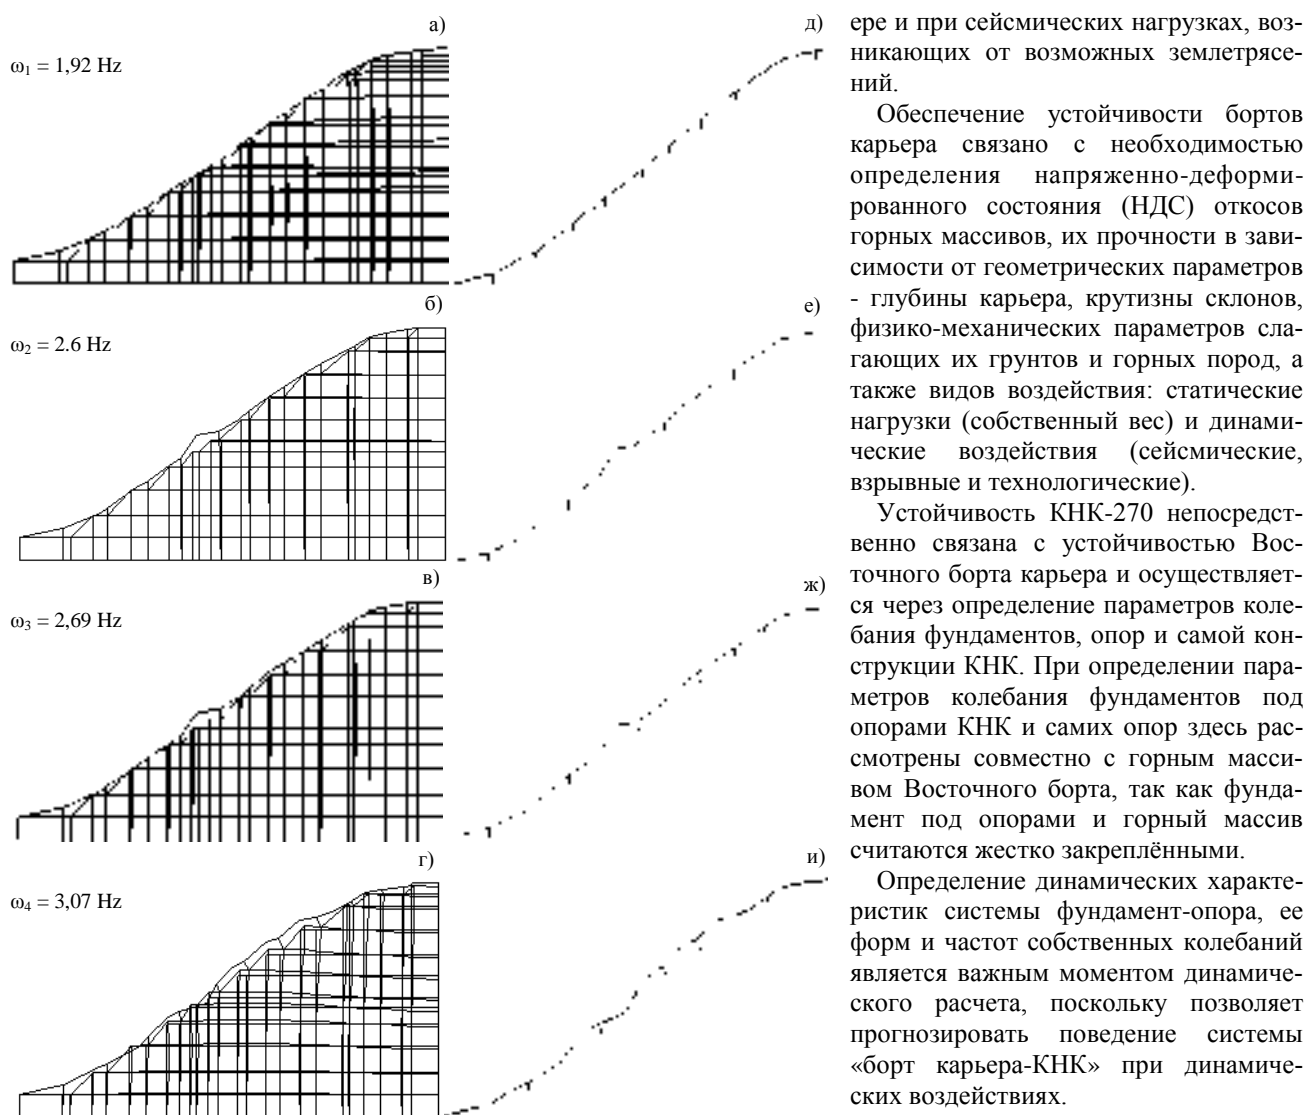 а)
ω1 = 1,92 Hz
д)
б)
ω2 = 2.6 Hz
е)
в)
ω3 = 2,69 Hz
ж)
г)
ω4 = 3,07 Hz
и)
ере и при сейсмических нагрузках, воз-
никающих от возможных землетрясе-
ний.
Обеспечение устойчивости бортов
карьера связано с необходимостью
определения напряженно-деформи-
рованного состояния (НДС) откосов
горных массивов, их прочности в зави-
симости от геометрических параметров
- глубины карьера, крутизны склонов,
физико-механических параметров сла-
гающих их грунтов и горных пород, а
также видов воздействия: статические
нагрузки (собственный вес) и динами-
ческие воздействия (сейсмические,
взрывные и технологические).
Устойчивость КНК-270 непосредст-
венно связана с устойчивостью Вос-
точного борта карьера и осуществляет-
ся через определение параметров коле-
бания фундаментов, опор и самой кон-
струкции КНК. При определении пара-
метров колебания фундаментов под
опорами КНК и самих опор здесь рас-
смотрены совместно с горным масси-
вом Восточного борта, так как фунда-
мент под опорами и горный массив
считаются жестко закреплёнными.
Определение динамических характе-
ристик системы фундамент-опора, ее
форм и частот собственных колебаний
является важным моментом динамиче-
ского расчета, поскольку позволяет
прогнозировать поведение системы
«борт карьера-КНК» при динамиче-
ских воздействиях.